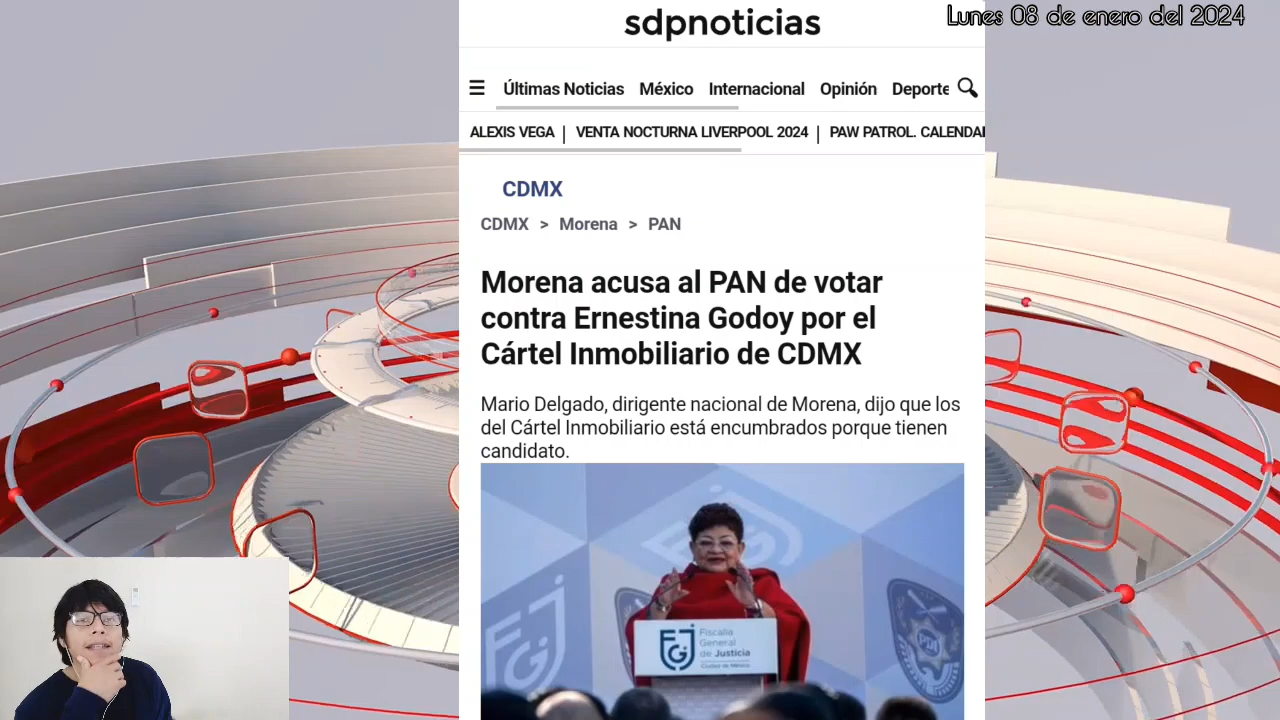 sdpnoticias
Lunes 08 de enero del 2024
Últimas Noticias México Internacional Opinión Deporte
ALEXIS VEGA | VENTA NOCTURNA LIVERPOOL 2024 | PAW PATROL. CALENDAR
CDMX
CDMX > Morena > PAN
Morena acusa al PAN de votar
contra Ernestina Godoy por el
Cártel Inmobiliario de CDMX
Mario Delgado, dirigente nacional de Morena, dijo que los
del Cártel Inmobiliario está encumbrados porque tienen
candidato.
FGJ
Fiscalía
General
de Justicia
Ciudad de México
FGJ
PDI